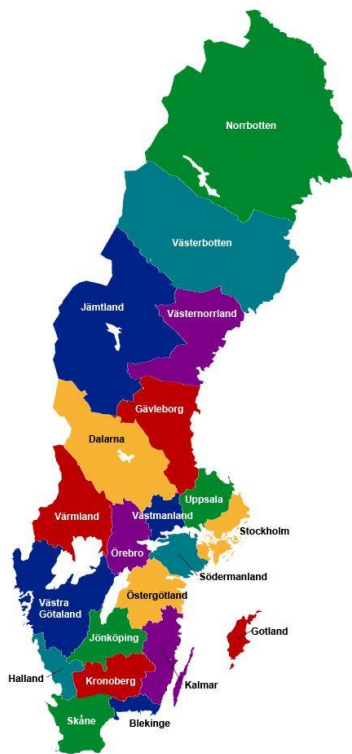 Norrbotten
Västerbotten
Jämtland
Västernorrland
Gävleborg
Dalarna
Uppsala
Värmland
Västmanland
Stockholm
Örebro
Södermanland
Västra
Götaland
Östergötland
Gotland
Jönköping
Halland
Kronoberg
Kalmar
Skåne
Blekinge